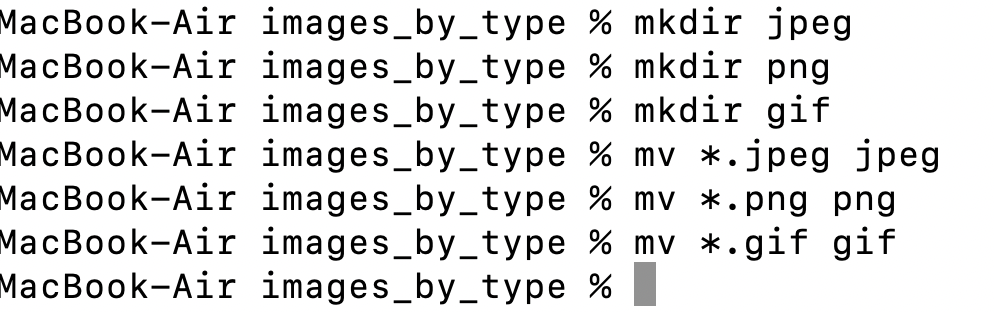 MacBook-Air images_by_type % mkdir jpeg
MacBook-Air images_by_type % mkdir png
MacBook-Air images_by_type % mkdir gif
MacBook-Air images_by_type % mv *.jpeg jpeg
MacBook-Air images_by_type % mv *.png png
MacBook-Air images_by_type % mv *.gif gif
MacBook-Air images_by_type %